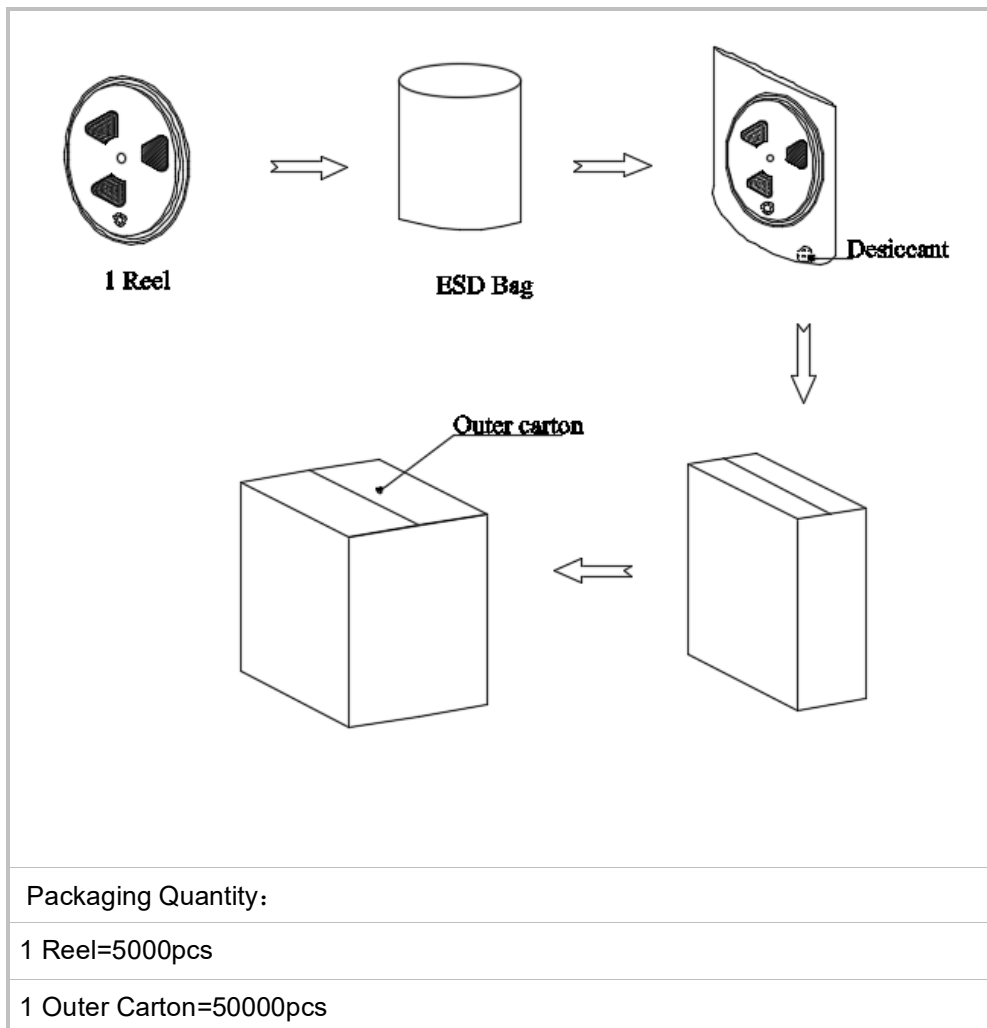 1 Reel
ESD Bag
Desiccant
Outer carton
Packaging Quantity：
1 Reel=5000pcs
1 Outer Carton=50000pcs